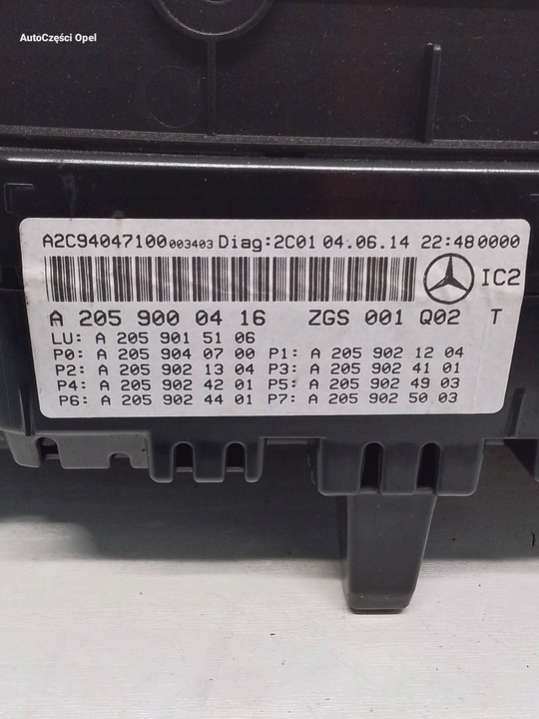 AutoCzęści Opel
A2C94047100003403 Diag:2C01 04.06.14 22:480000
IC2
A 205 900 04 16 ZGS 001 Q02 T
LU: A 205 901 51 06
P0: A 205 904 07 00 P1: A 205 902 12 04
P2: A 205 902 13 04 P3: A 205 902 41 01
P4: A 205 902 42 01 P5: A 205 902 49 03
P6: A 205 902 44 01 P7: A 205 902 50 03